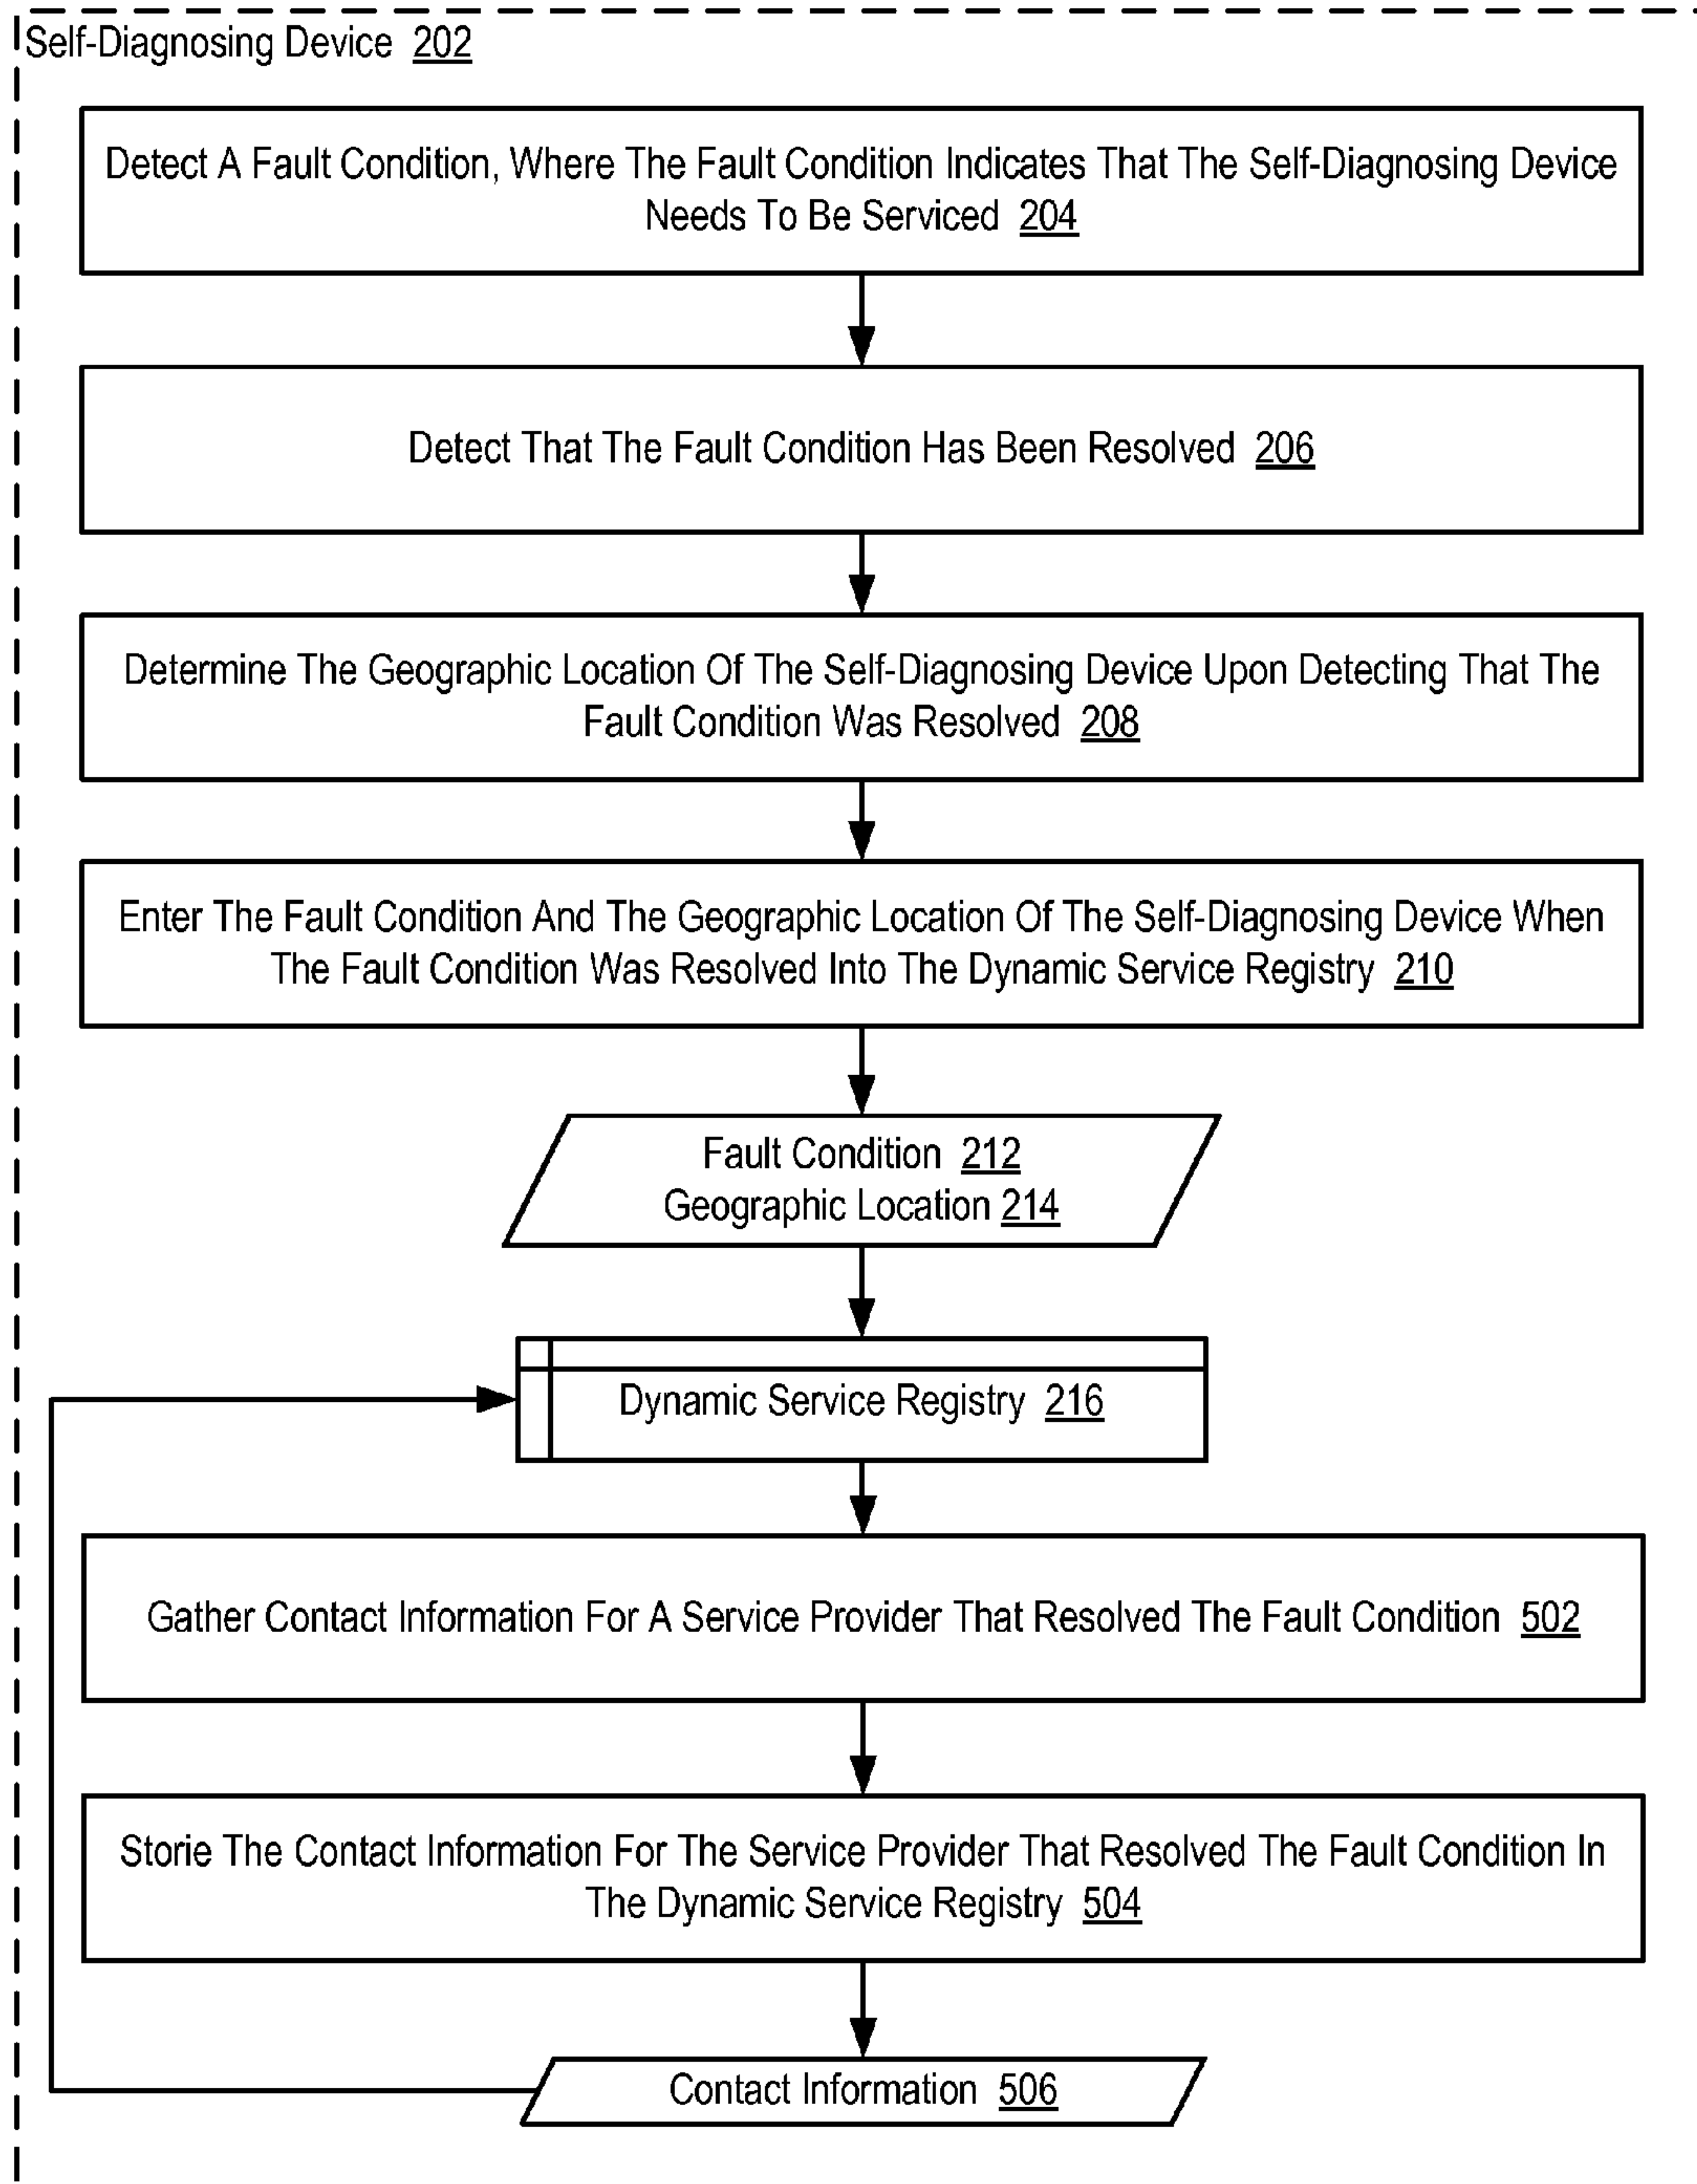 Self-Diagnosing Device 202
Detect A Fault Condition, Where The Fault Condition Indicates That The Self-Diagnosing Device
Needs To Be Serviced 204
Detect That The Fault Condition Has Been Resolved 206
Determine The Geographic Location Of The Self-Diagnosing Device Upon Detecting That The
Fault Condition Was Resolved 208
Enter The Fault Condition And The Geographic Location Of The Self-Diagnosing Device When
The Fault Condition Was Resolved Into The Dynamic Service Registry 210
Fault Condition 212
Geographic Location 214
Dynamic Service Registry 216
Gather Contact Information For A Service Provider That Resolved The Fault Condition 502
Storie The Contact Information For The Service Provider That Resolved The Fault Condition In
The Dynamic Service Registry 504
Contact Information 506